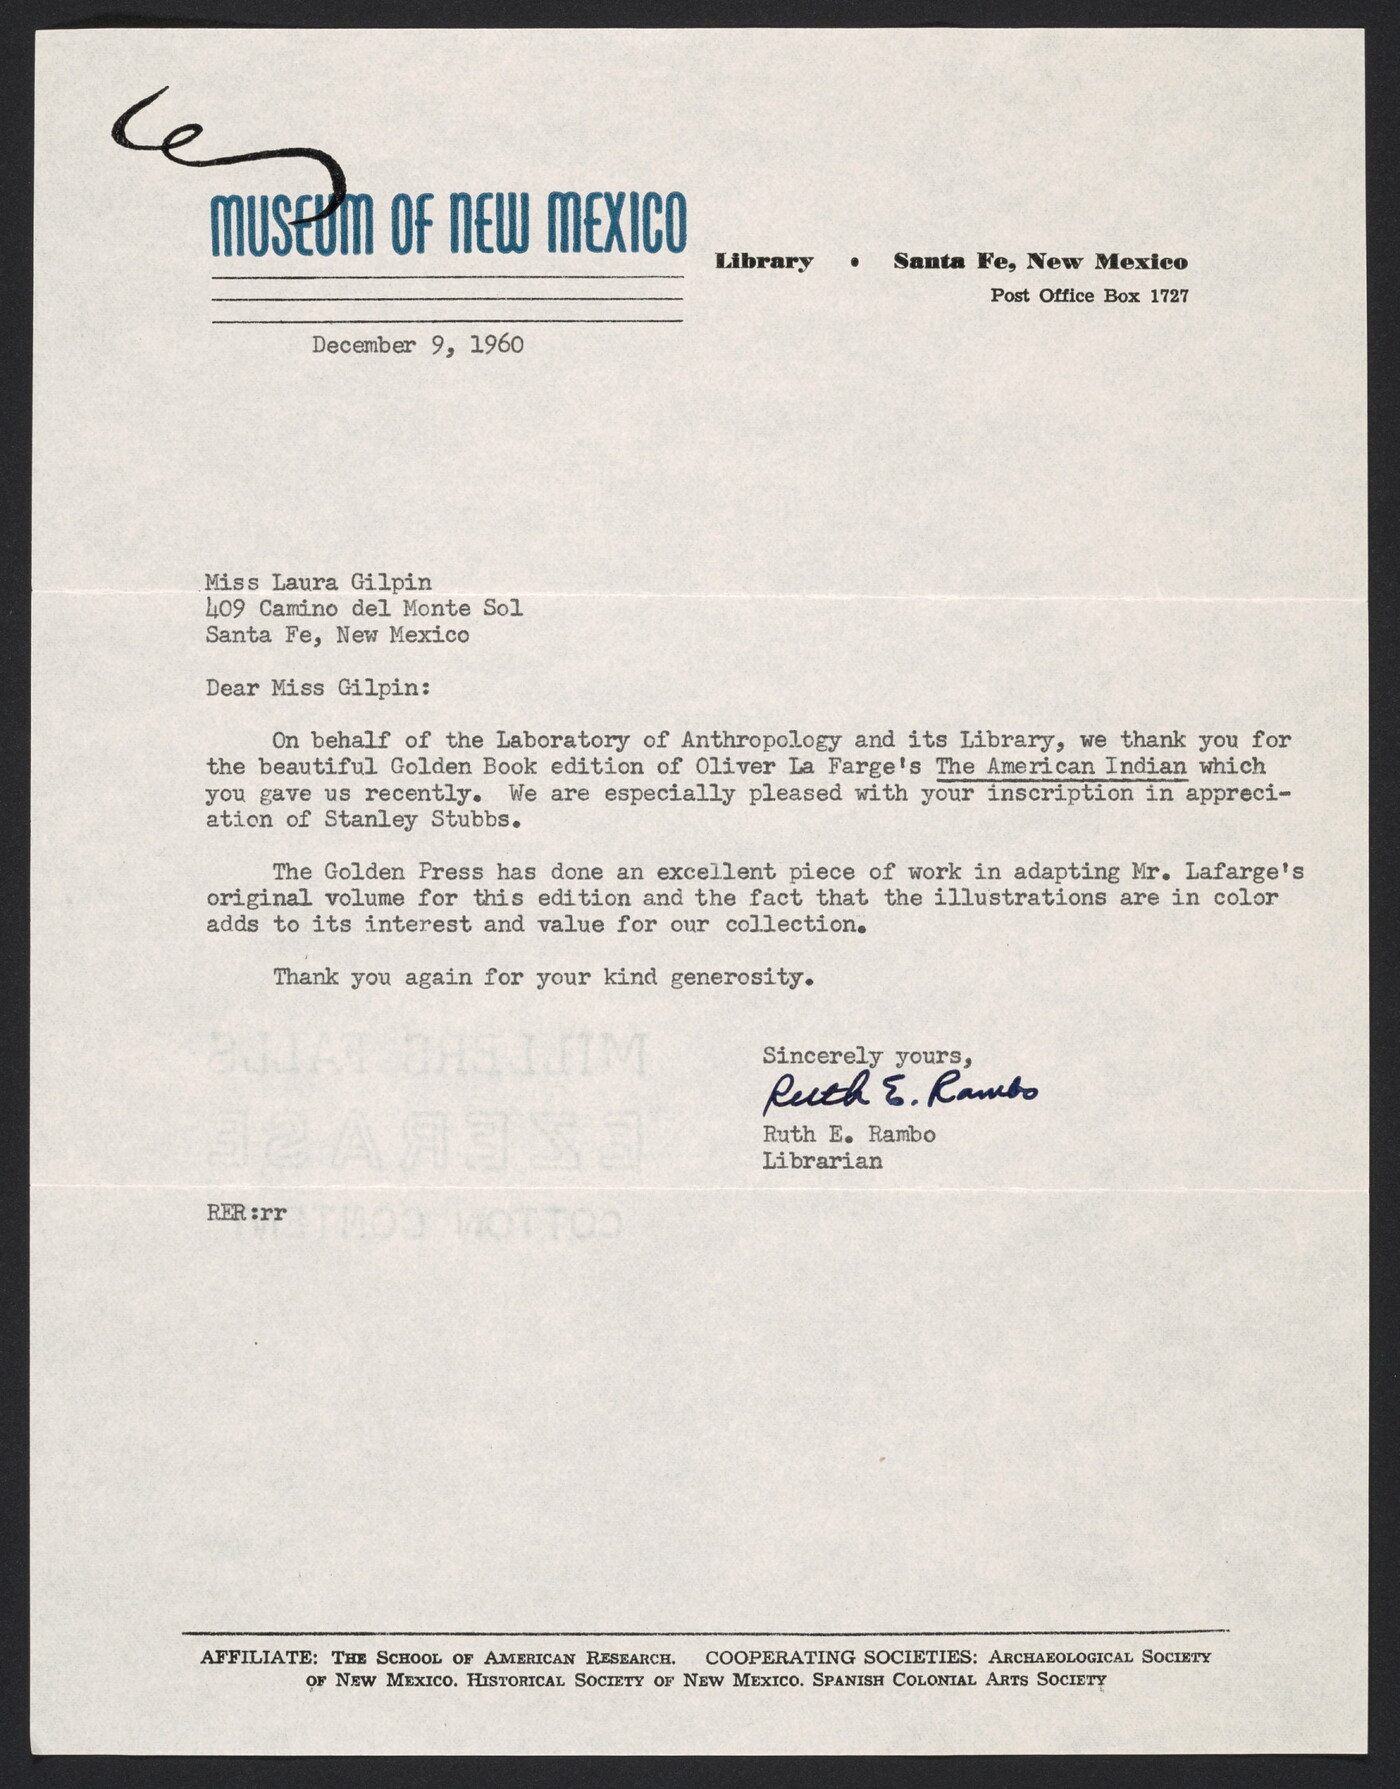 MUSEUM OF NEW MEXICO
Library • Santa Fe, New Mexico
Post Office Box 1727
December 9, 1960
Miss Laura Gilpin
409 Camino del Monte Sol
Santa Fe, New Mexico
Dear Miss Gilpin:
On behalf of the Laboratory of Anthropology and its Library, we thank you for
the beautiful Golden Book edition of Oliver La Farge's The American Indian which
you gave us recently. We are especially pleased with your inscription in appreci-
ation of Stanley Stubbs.
The Golden Press has done an excellent piece of work in adapting Mr. Lafarge's
original volume for this edition and the fact that the illustrations are in color
adds to its interest and value for our collection.
Thank you again for your kind generosity.
Sincerely yours,
Ruth E. Rambo
Ruth E. Rambo
Librarian
RER:rr
MILLERS FALLS
EZERASE
COTTON CONTENT
AFFILIATE: THE SCHOOL OF AMERICAN RESEARCH. COOPERATING SOCIETIES: ARCHAEOLOGICAL SOCIETY
OF NEW MEXICO. HISTORICAL SOCIETY OF NEW MEXICO. SPANISH COLONIAL ARTS SOCIETY